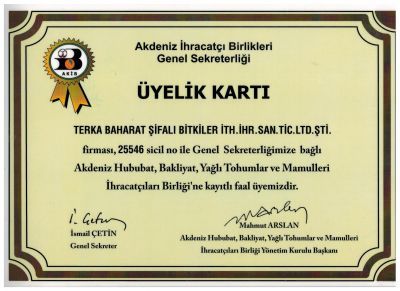 Akdeniz İhracatçı Birlikleri
Genel Sekreterliği
AKİB
ÜYELİK KARTI
TERKA BAHARAT ŞİFALI BİTKİLER İTH.İHR.SAN.TİC.LTD.ŞTİ.
firması, 25546 sicil no ile Genel Sekreterliğimize bağlı
Akdeniz Hububat, Bakliyat, Yağlı Tohumlar ve Mamulleri
İhracatçıları Birliği'ne kayıtlı faal üyemizdir.
İsmail ÇETİN
Genel Sekreter
Mahmut ARSLAN
Akdeniz Hububat, Bakliyat, Yağlı Tohumlar ve Mamulleri
İhracatçıları Birliği Yönetim Kurulu Başkanı